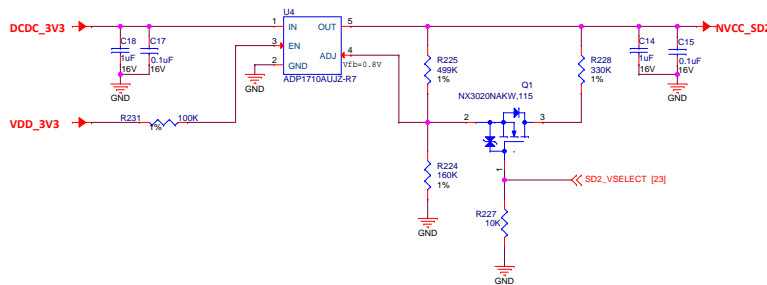 U4
DCDC_3V3
1
IN
OUT
5
NVCC_SD2
C18
1uF
16V
C17
0.1uF
16V
3
EN
2
GND
ADJ
4
Vfb=0.8V
ADP1710AUJZ-R7
GND
GND
R225
499K
1%
R228
330K
1%
C14
1uF
16V
C15
0.1uF
16V
GND
Q1
NX3020NAKW,115
VDD_3V3
R231
1%
100K
2
3
1
R224
160K
1%
GND
SD2_VSELECT [23]
R227
10K
GND